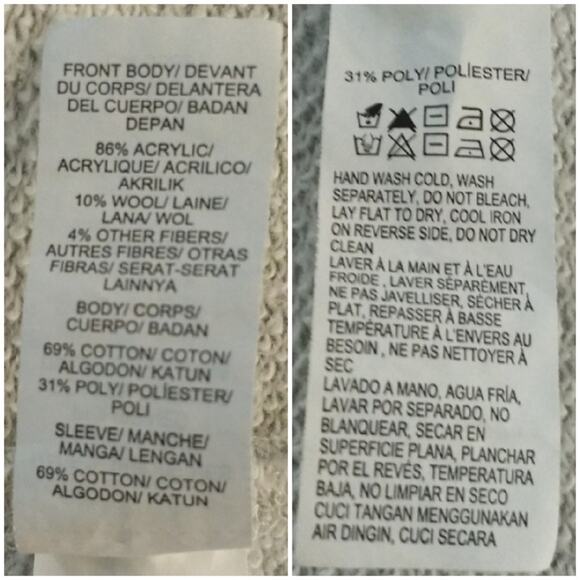 FRONT BODY/ DEVANT
DU CORPS/ DELANTERA
DEL CUERPO/ BADAN
DEPAN
86% ACRYLIC/
ACRYLIQUE/ ACRILICO/
AKRILIK
10% WOOL/ LAINE/
LANA/ WOL
4% OTHER FIBERS/
AUTRES FIBRES/ OTRAS
FIBRAS/ SERAT-SERAT
LAINNYA
BODY/ CORPS/
CUERPO/ BADAN
69% COTTON/ COTON/
ALGODON/ KATUN
31% POLY/ POLÍESTER/
POLI
SLEEVE/ MANCHE/
MANGA/ LENGAN
69% COTTON/ COTON/
ALGODON/ KATUN
31% POLY/ POLÍESTER/
POLI
HAND WASH COLD, WASH
SEPARATELY, DO NOT BLEACH,
LAY FLAT TO DRY, COOL IRON
ON REVERSE SIDE, DO NOT DRY
CLEAN
LAVER À LA MAIN ET À L'EAU
FROIDE , LAVER SÉPARÉMENT,
NE PAS JAVELLISER, SÉCHER À
PLAT, REPASSER À BASSE
TEMPÉRATURE À L'ENVERS AU
BESOIN , NE PAS NETTOYER À
SEC
LAVADO A MANO, AGUA FRÍA,
LAVAR POR SEPARADO, NO
BLANQUEAR, SECAR EN
SUPERFICIE PLANA, PLANCHAR
POR EL REVÉS, TEMPERATURA
BAJA, NO LIMPIAR EN SECO
CUCI TANGAN MENGGUNAKAN
AIR DINGIN, CUCI SECARA